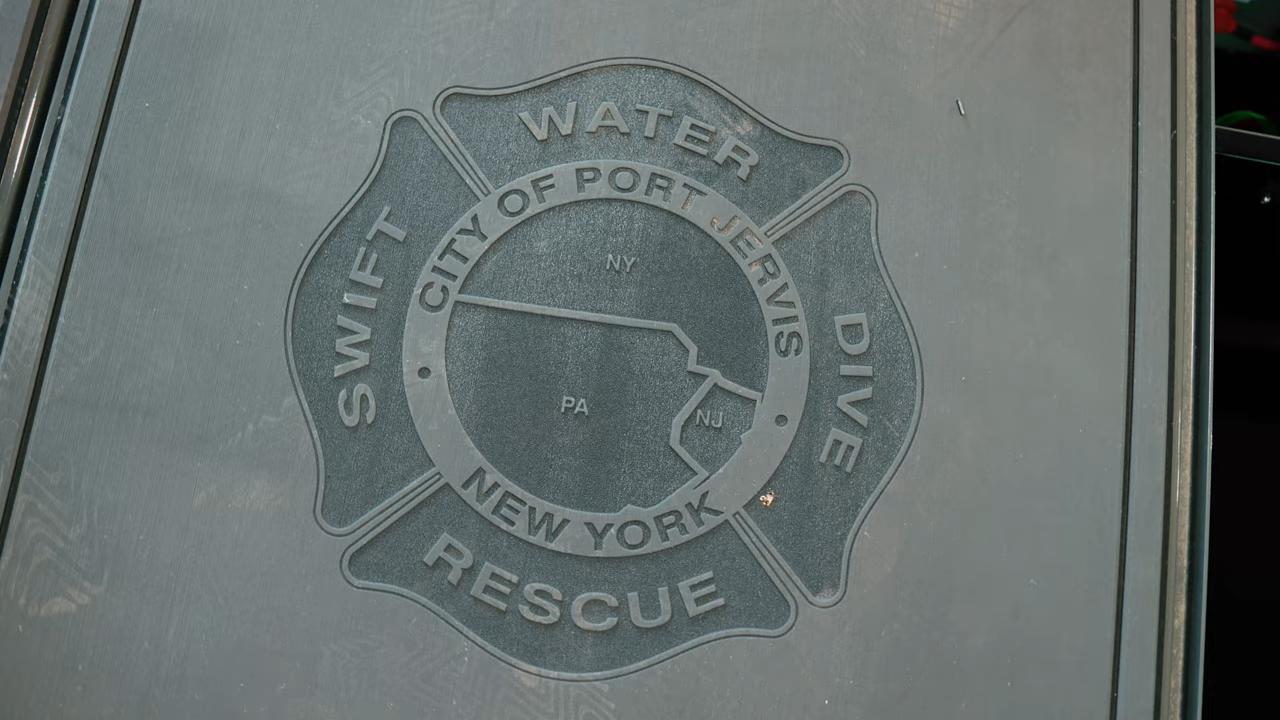 WATER
SWIFT
DIVE
RESCUE
CITY OF PORT JERVIS
NEW YORK
NY
PA
NJ